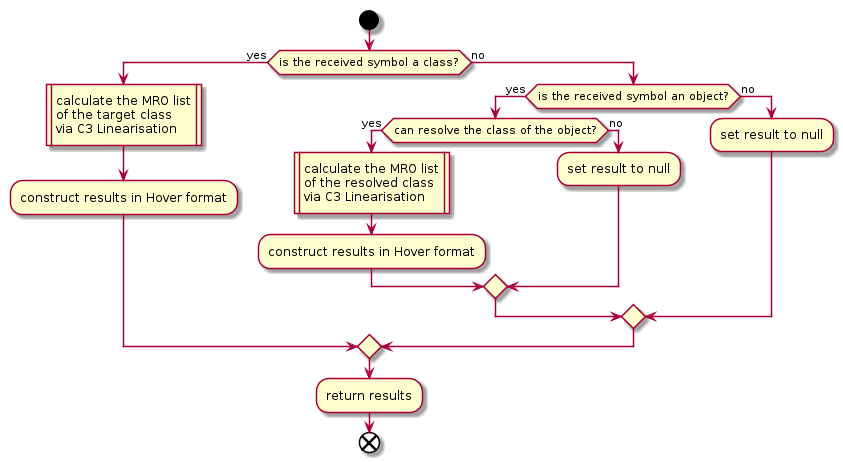 yes
is the received symbol a class?
no
calculate the MRO list
of the target class
via C3 Linearisation
construct results in Hover format
yes
is the received symbol an object?
no
yes
can resolve the class of the object?
no
calculate the MRO list
of the resolved class
via C3 Linearisation
construct results in Hover format
set result to null
set result to null
return results